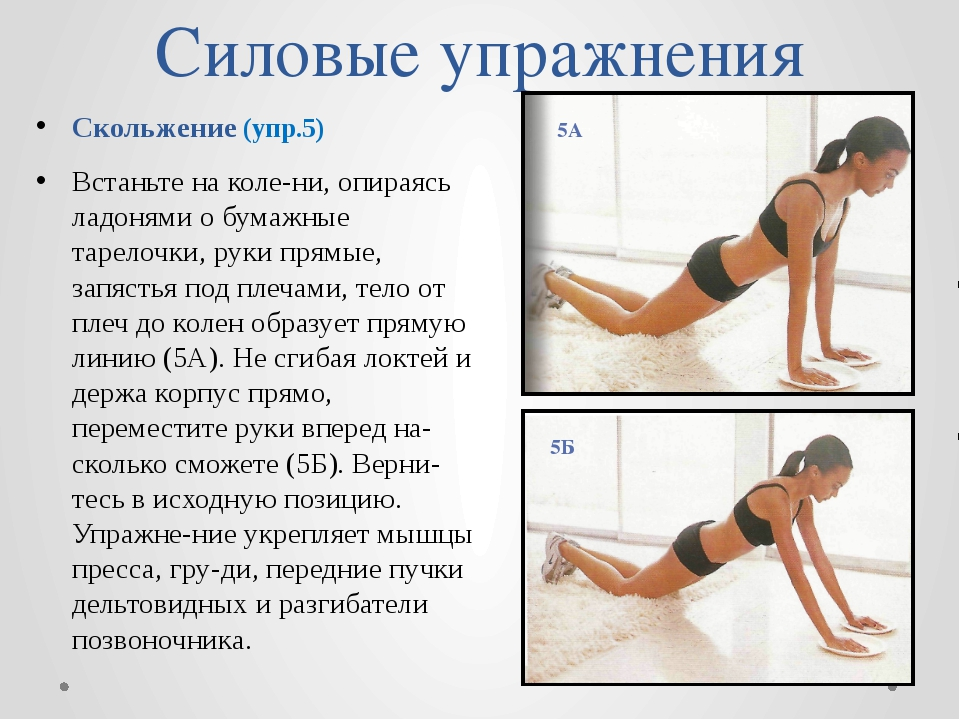 Силовые упражнения
• Скольжение (упр.5)
• Встаньте на коле-ни, опираясь
ладонями о бумажные
тарелочки, руки прямые,
запястья под плечами, тело от
плеч до колен образует прямую
линию (5А). Не сгибая локтей и
держа корпус прямо,
переместите руки вперед на-
сколько сможете (5Б). Верни-
тесь в исходную позицию.
Упражне-ние укрепляет мышцы
пресса, гру-ди, передние пучки
дельтовидных и разгибатели
позвоночника.
5А
5Б